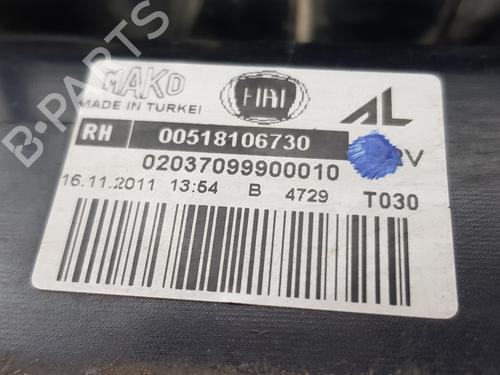 MAKO
FIAT
AL
MADE IN TURKEI
RH 00518106730
02037099900010
16.11.2011 13:54 B 4729 T030
B-PARTS